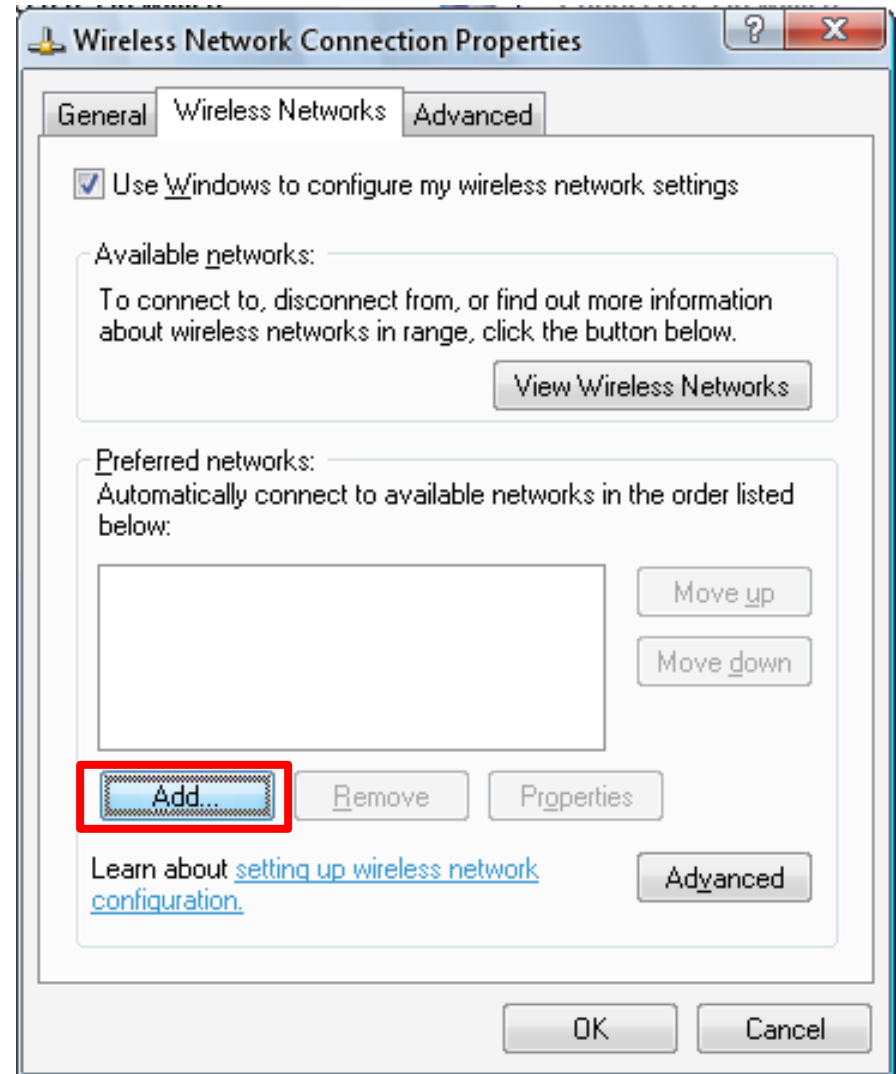 Wireless Network Connection Properties
General Wireless Networks Advanced
Use Windows to configure my wireless network settings
Available networks:
To connect to, disconnect from, or find out more information
about wireless networks in range, click the button below.
View Wireless Networks
Preferred networks:
Automatically connect to available networks in the order listed
below:
Move up
Move down
Add... Remove Properties
Learn about setting up wireless network
configuration.
Advanced
OK Cancel